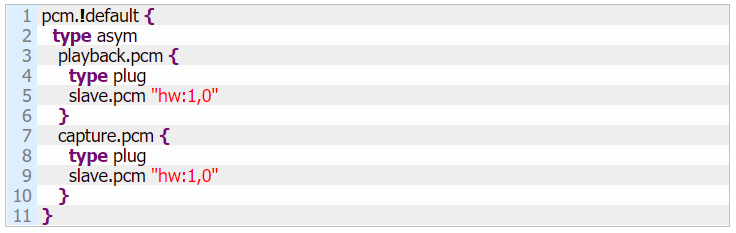 1 pcm.!default {
2   type asym
3    playback.pcm {
4      type plug
5      slave.pcm "hw:1,0"
6    }
7    capture.pcm {
8      type plug
9      slave.pcm "hw:1,0"
10    }
11 }